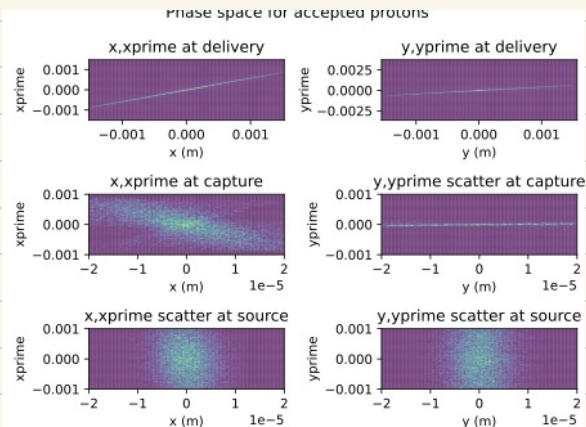 Phase space for accepted protons
x,xprime at delivery
y,yprime at delivery
xprime
0.001
0.000
−0.001
−0.001 0.000 0.001
x (m)
yprime
0.0025
0.0000
−0.0025
−0.001 0.000 0.001
y (m)
x,xprime at capture
y,yprime scatter at capture
xprime
0.001
0.000
−0.001
−2 −1 0 1 2
x (m)
1e−5
yprime
0.001
0.000
−0.001
−2 −1 0 1 2
y (m)
1e−5
x,xprime scatter at source
y,yprime scatter at source
xprime
0.001
0.000
−0.001
−2 −1 0 1 2
x (m)
1e−5
yprime
0.001
0.000
−0.001
−2 −1 0 1 2
y (m)
1e−5